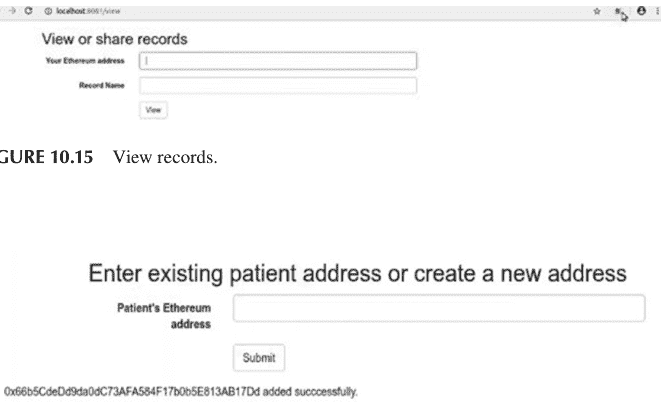 localhost:8081/view
View or share records
Your Ethereum address
Record Name
View
GURE 10.15 View records.
Enter existing patient address or create a new address
Patient's Ethereum
address
Submit
0x66b5CdeDd9da0dC73AFA584F17b0b5E813AB17Dd added succcessfully.